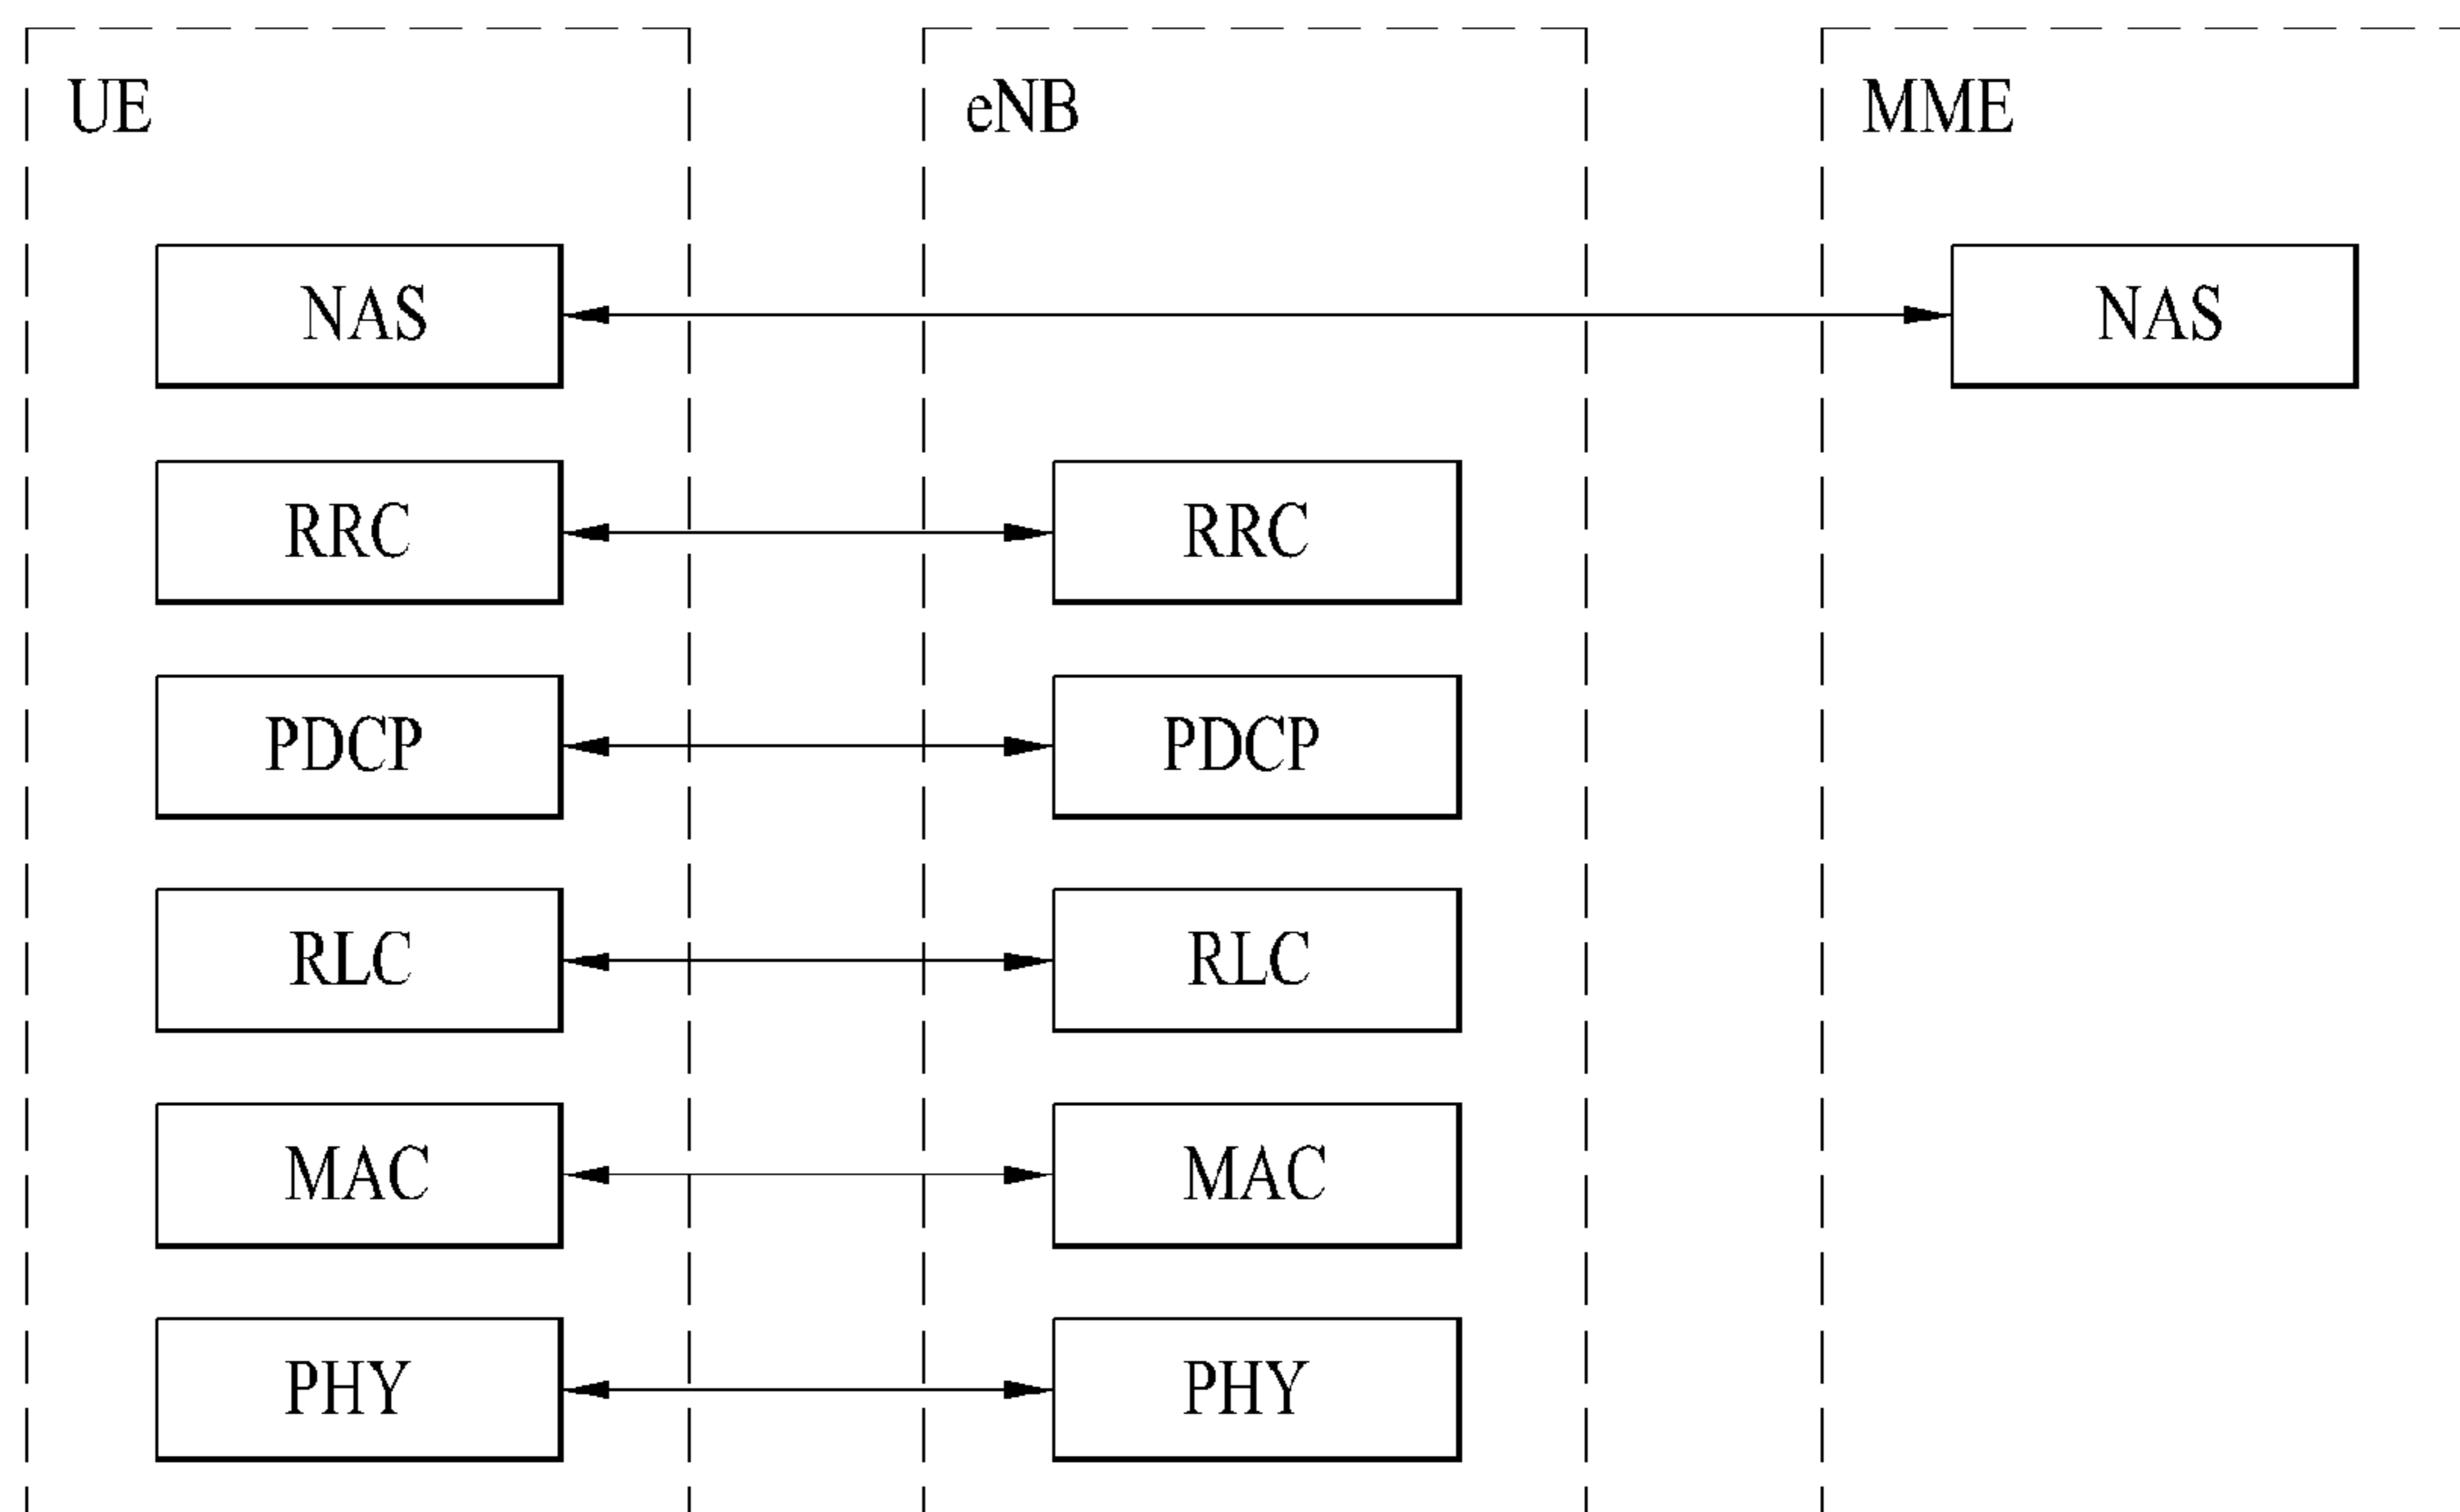 UE eNB MME
NAS NAS
RRC RRC
PDCP PDCP
RLC RLC
MAC MAC
PHY PHY